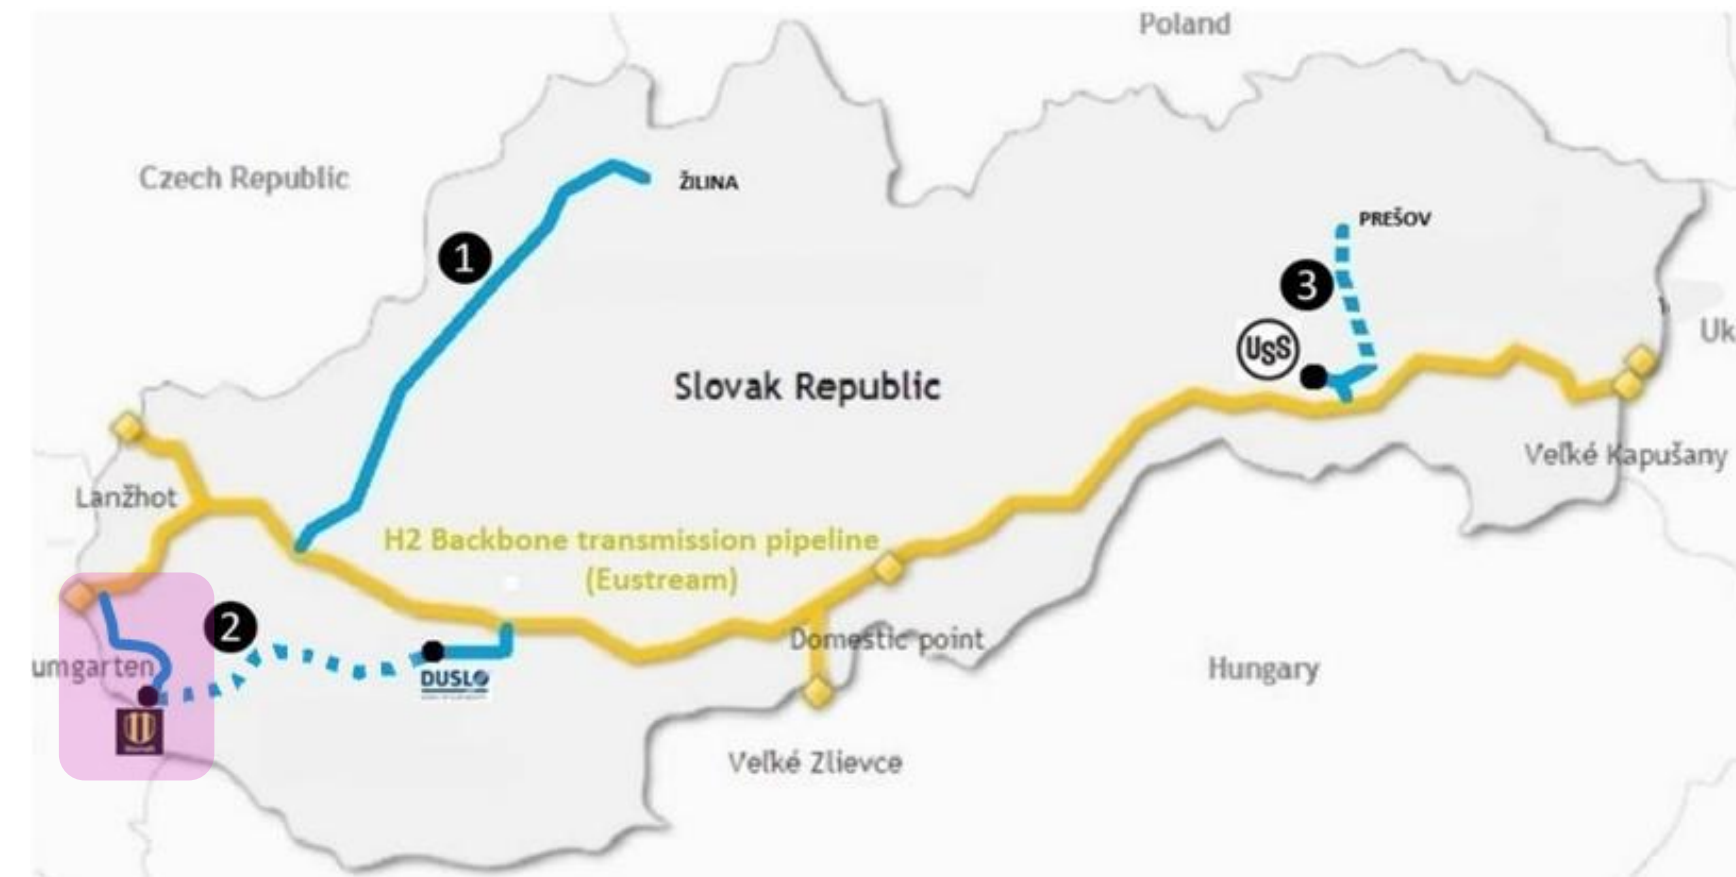 Poland
Czech Republic
ŽILINA
1
PREŠOV
3
Uk
USS
Slovak Republic
Veľké Kapušany
Lanžhot
H2 Backbone transmission pipeline
(Eustream)
2
Domestic point
umgarten
DUSLO
Hungary
Veľké Zlievce